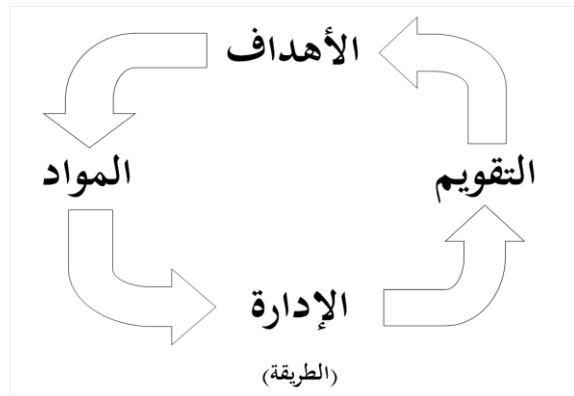 الأهداف
التقويم
المواد
الإدارة
(الطريقة)